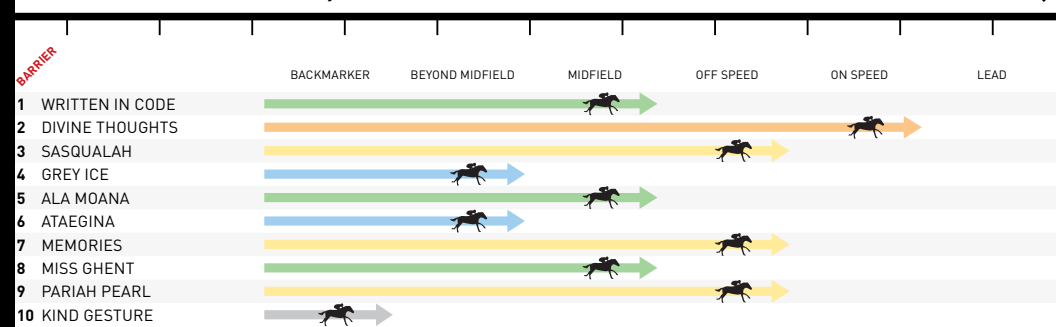 BARRIER
BACKMARKER BEYOND MIDFIELD MIDFIELD OFF SPEED ON SPEED LEAD
1 WRITTEN IN CODE
2 DIVINE THOUGHTS
3 SASQUALAH
4 GREY ICE
5 ALA MOANA
6 ATAEGINA
7 MEMORIES
8 MISS GHENT
9 PARIAH PEARL
10 KIND GESTURE